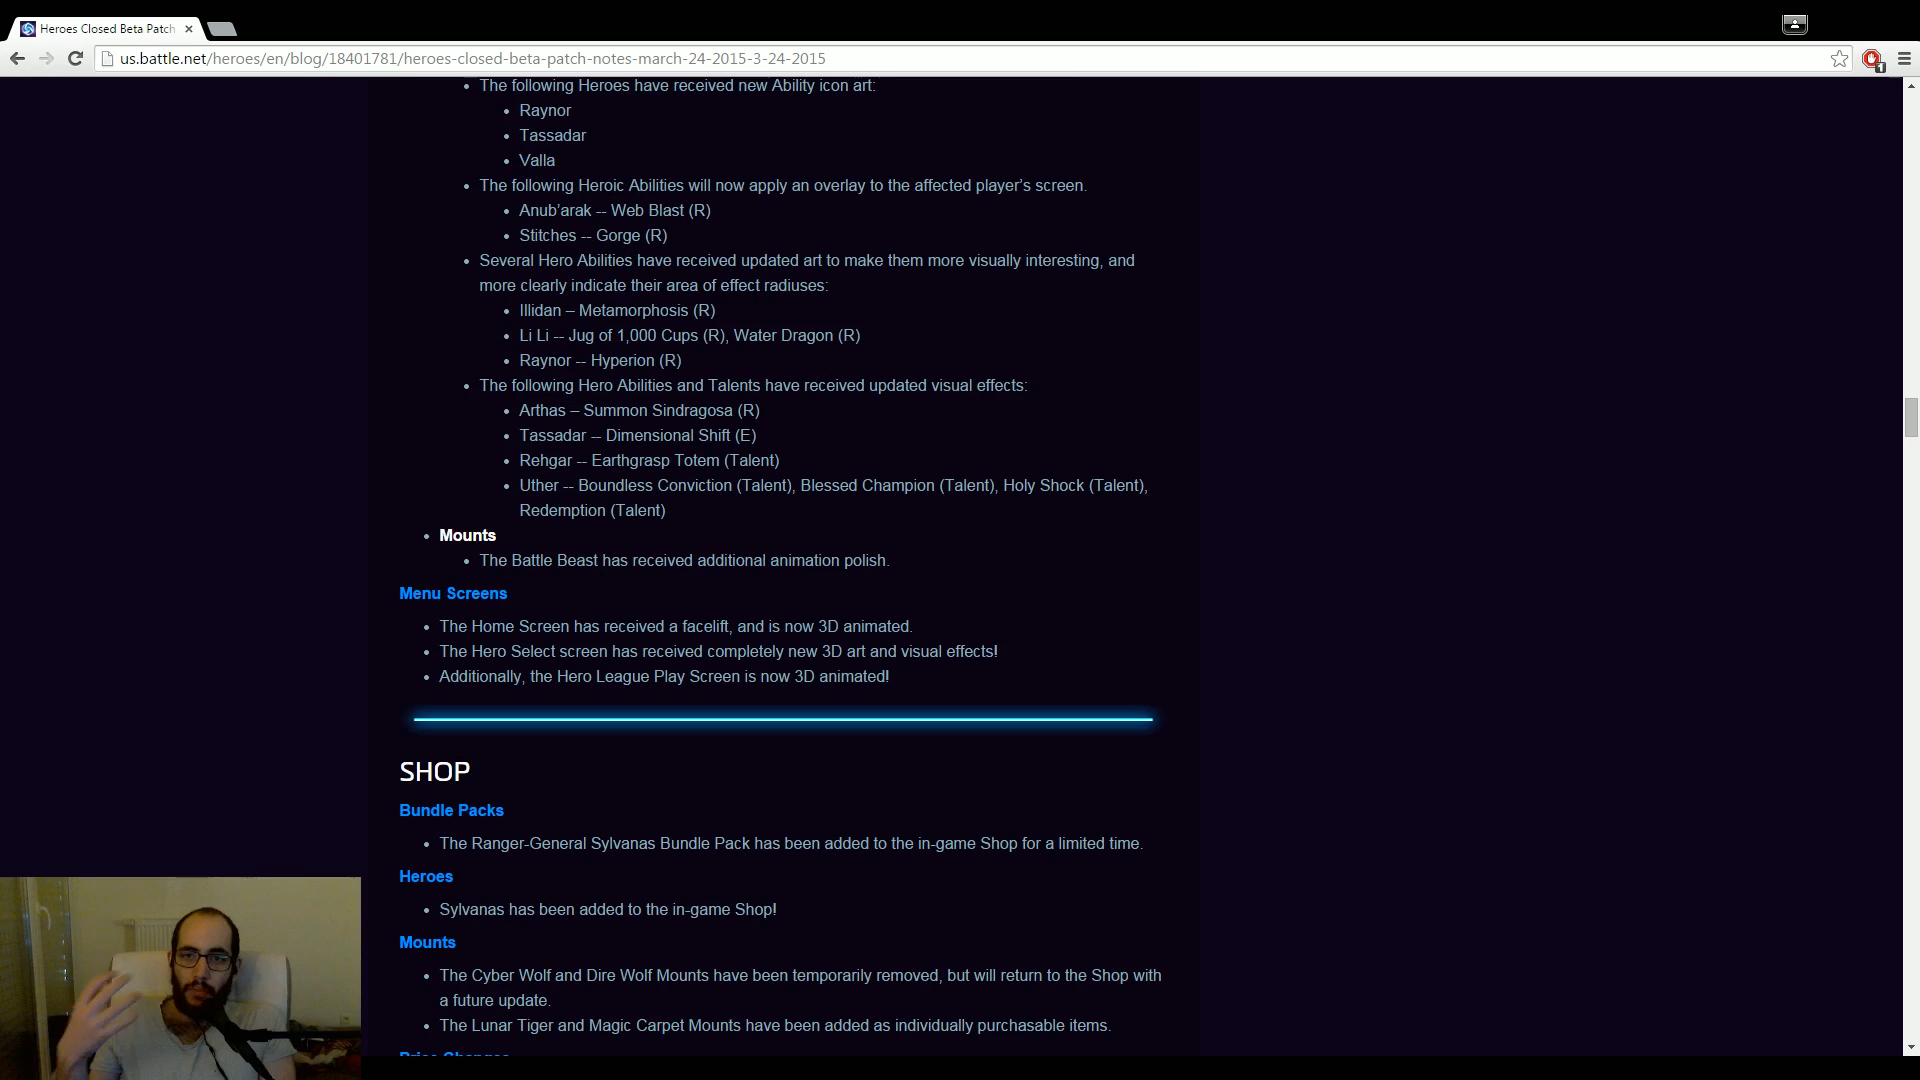 Heroes Closed Beta Patch
us.battle.net/heroes/en/blog/18401781/heroes-closed-beta-patch-notes-march-24-2015-3-24-2015
1
The following Heroes have received new Ability icon art:
Raynor
Tassadar
Valla
The following Heroic Abilities will now apply an overlay to the affected player’s screen.
Anub’arak -- Web Blast (R)
Stitches -- Gorge (R)
Several Hero Abilities have received updated art to make them more visually interesting, and
more clearly indicate their area of effect radiuses:
Illidan – Metamorphosis (R)
Li Li -- Jug of 1,000 Cups (R), Water Dragon (R)
Raynor -- Hyperion (R)
The following Hero Abilities and Talents have received updated visual effects:
Arthas – Summon Sindragosa (R)
Tassadar -- Dimensional Shift (E)
Rehgar -- Earthgrasp Totem (Talent)
Uther -- Boundless Conviction (Talent), Blessed Champion (Talent), Holy Shock (Talent),
Redemption (Talent)
Mounts
The Battle Beast has received additional animation polish.
Menu Screens
The Home Screen has received a facelift, and is now 3D animated.
The Hero Select screen has received completely new 3D art and visual effects!
Additionally, the Hero League Play Screen is now 3D animated!
SHOP
Bundle Packs
The Ranger-General Sylvanas Bundle Pack has been added to the in-game Shop for a limited time.
Heroes
Sylvanas has been added to the in-game Shop!
Mounts
The Cyber Wolf and Dire Wolf Mounts have been temporarily removed, but will return to the Shop with
a future update.
The Lunar Tiger and Magic Carpet Mounts have been added as individually purchasable items.
Price Changes